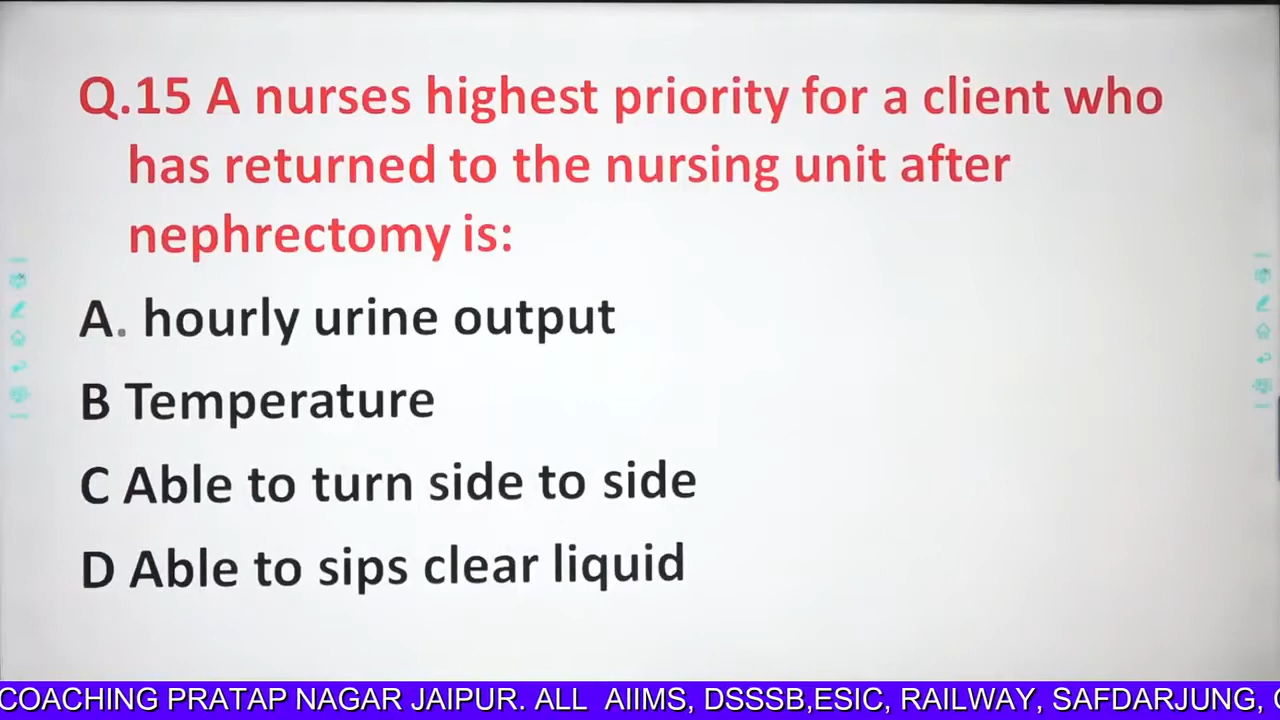 Q.15 A nurses highest priority for a client who
has returned to the nursing unit after
nephrectomy is:
A. hourly urine output
B Temperature
C Able to turn side to side
D Able to sips clear liquid
COACHING PRATAP NAGAR JAIPUR. ALL AIIMS, DSSSB,ESIC, RAILWAY, SAFDARJUNG,